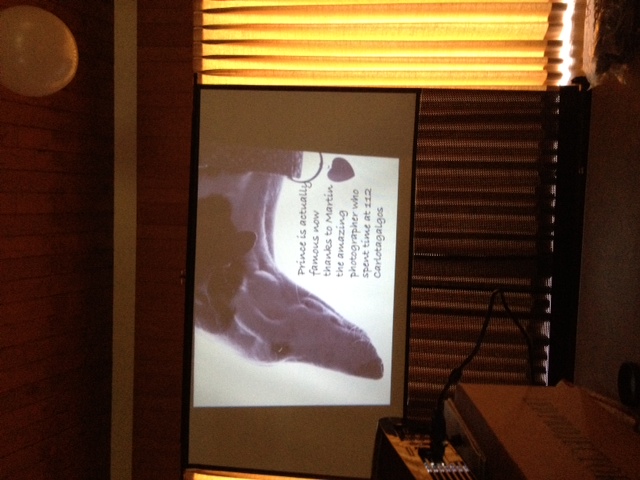 Prince is actually
famous now
thanks to Martin
the amazing
photographer who
spent time at 112
Carlotagalgos